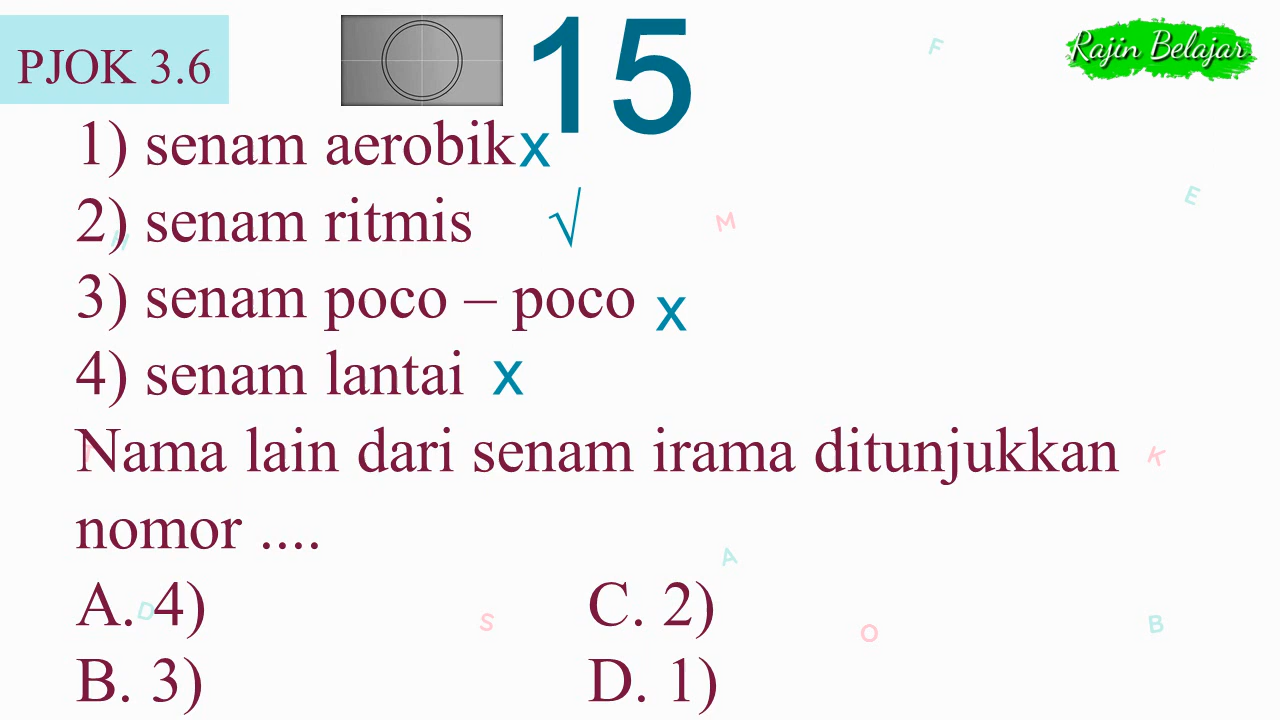 PJOK 3.6
15
Rajin Belajar
1) senam aerobik x
2) senam ritmis √
3) senam poco – poco x
4) senam lantai x
Nama lain dari senam irama ditunjukkan
nomor ....
A. 4) C. 2)
B. 3) D. 1)
F
E
M
H
K
A
D
S
O
B